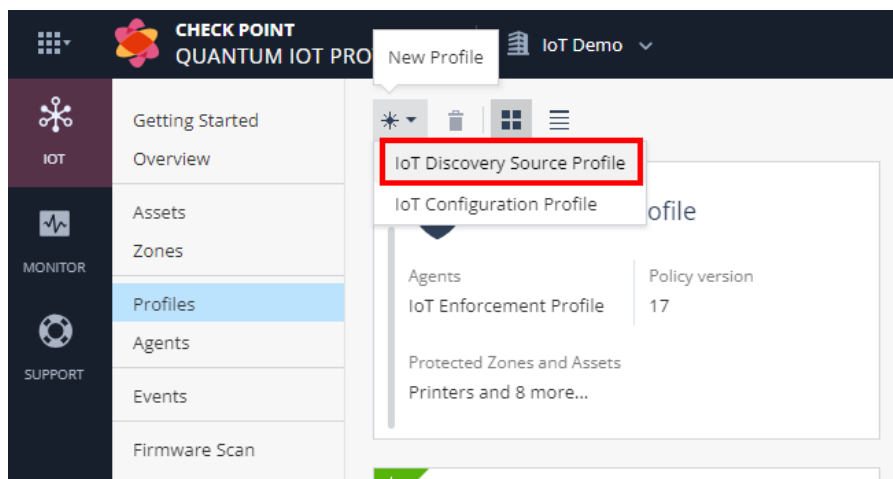 CHECK POINT
QUANTUM IOT PRO
New Profile
IoT Demo
IOT
MONITOR
SUPPORT
Getting Started
Overview
Assets
Zones
Profiles
Agents
Events
Firmware Scan
IoT Discovery Source Profile
IoT Configuration Profile
ofile
Agents
Policy version
IoT Enforcement Profile
17
Protected Zones and Assets
Printers and 8 more...